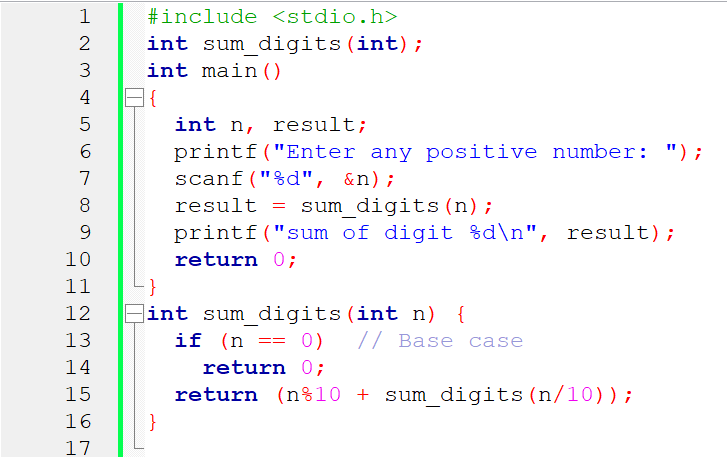 1 #include <stdio.h>
2 int sum_digits(int);
3 int main()
4 {
5 int n, result;
6 printf("Enter any positive number: ");
7 scanf("%d", &n);
8 result = sum_digits(n);
9 printf("sum of digit %d\n", result);
10 return 0;
11 }
12 int sum_digits(int n) {
13 if (n == 0) // Base case
14 return 0;
15 return (n%10 + sum_digits(n/10));
16 }
17